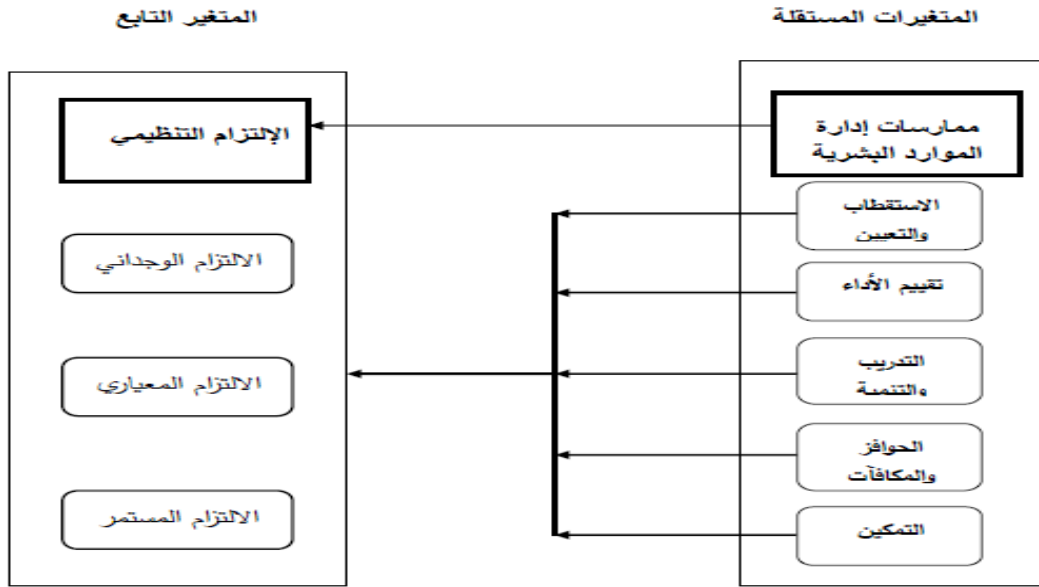 المتغيرات المستقلة
المتغير التابع
ممارسات إدارة
الموارد البشرية
الاستقطاب
والتعيين
تقييم الأداء
التدريب
والتنمية
الحوافز
والمكافآت
التمكين
الإلتزام التنظيمي
الالتزام الوجداني
الالتزام المعياري
الالتزام المستمر